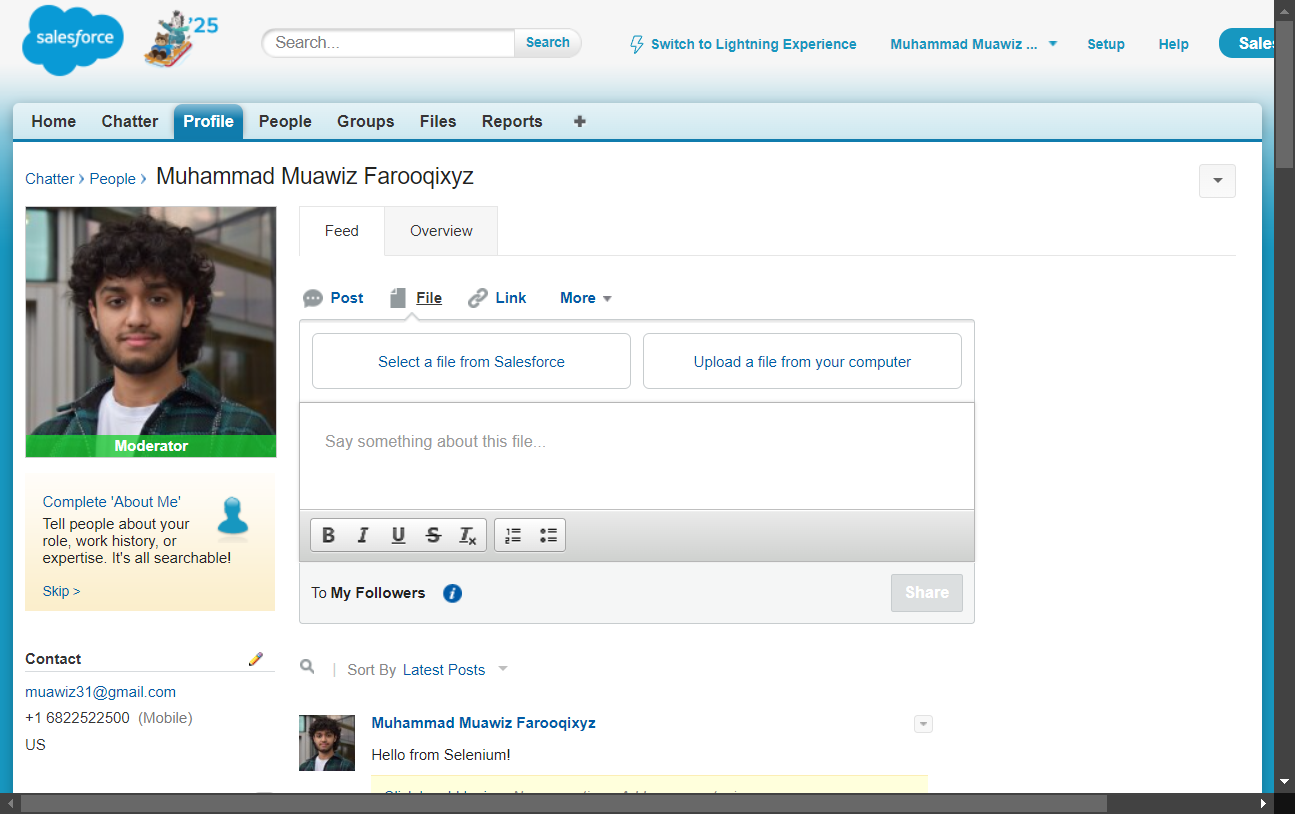 salesforce
'25
Search...
Search
Switch to Lightning Experience
Muhammad Muawiz ...
Setup
Help
Sales
Home
Chatter
Profile
People
Groups
Files
Reports
Chatter › People › Muhammad Muawiz Farooqixyz
Feed
Overview
Post
File
Link
More
Select a file from Salesforce
Upload a file from your computer
Say something about this file...
B I U S Ix
Moderator
Complete 'About Me'
Tell people about your
role, work history, or
expertise. It's all searchable!
Skip >
To My Followers
Share
Contact
muawiz31@gmail.com
+1 6822522500 (Mobile)
US
Sort By Latest Posts
Muhammad Muawiz Farooqixyz
Hello from Selenium!